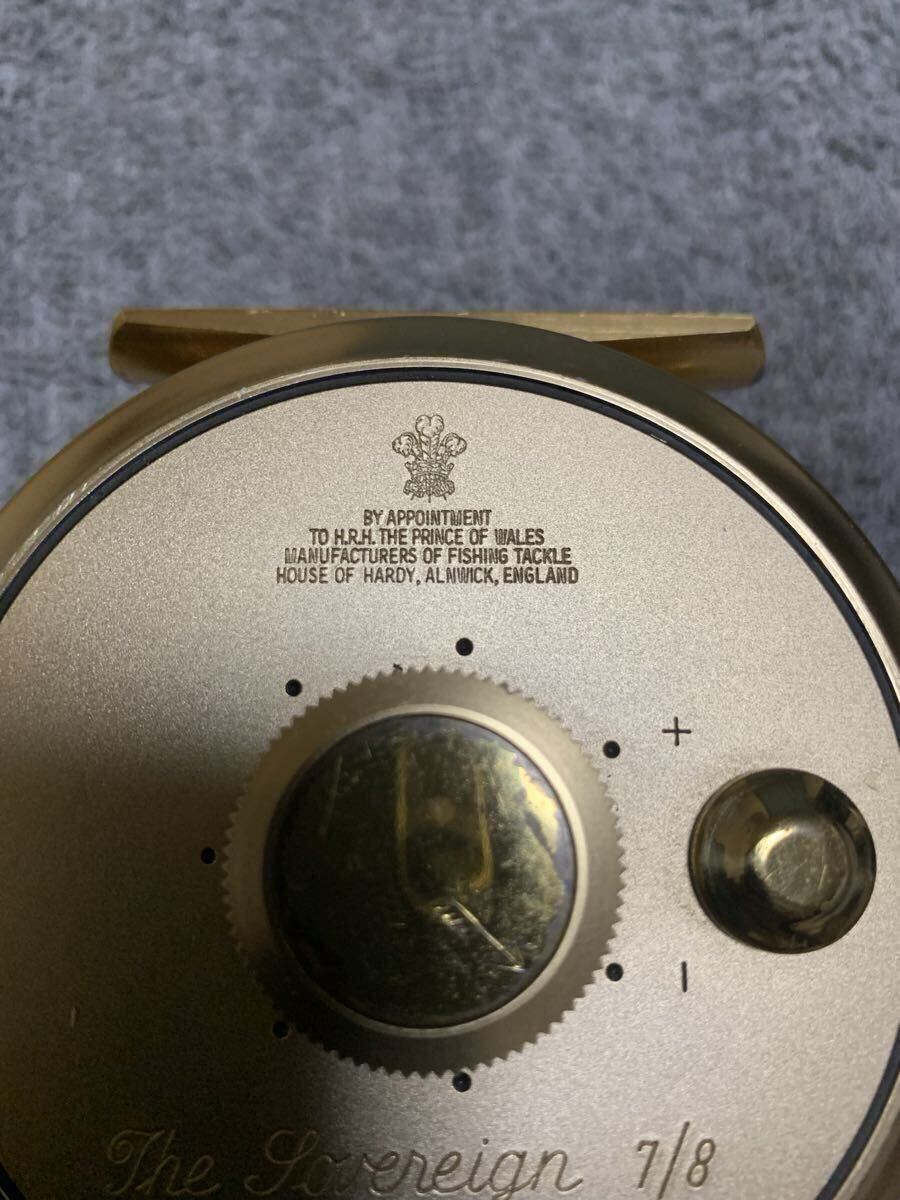 BY APPOINTMENT
TO H.R.H. THE PRINCE OF WALES
MANUFACTURERS OF FISHING TACKLE
HOUSE OF HARDY, ALNWICK, ENGLAND
+
-
The Sovereign 7/8